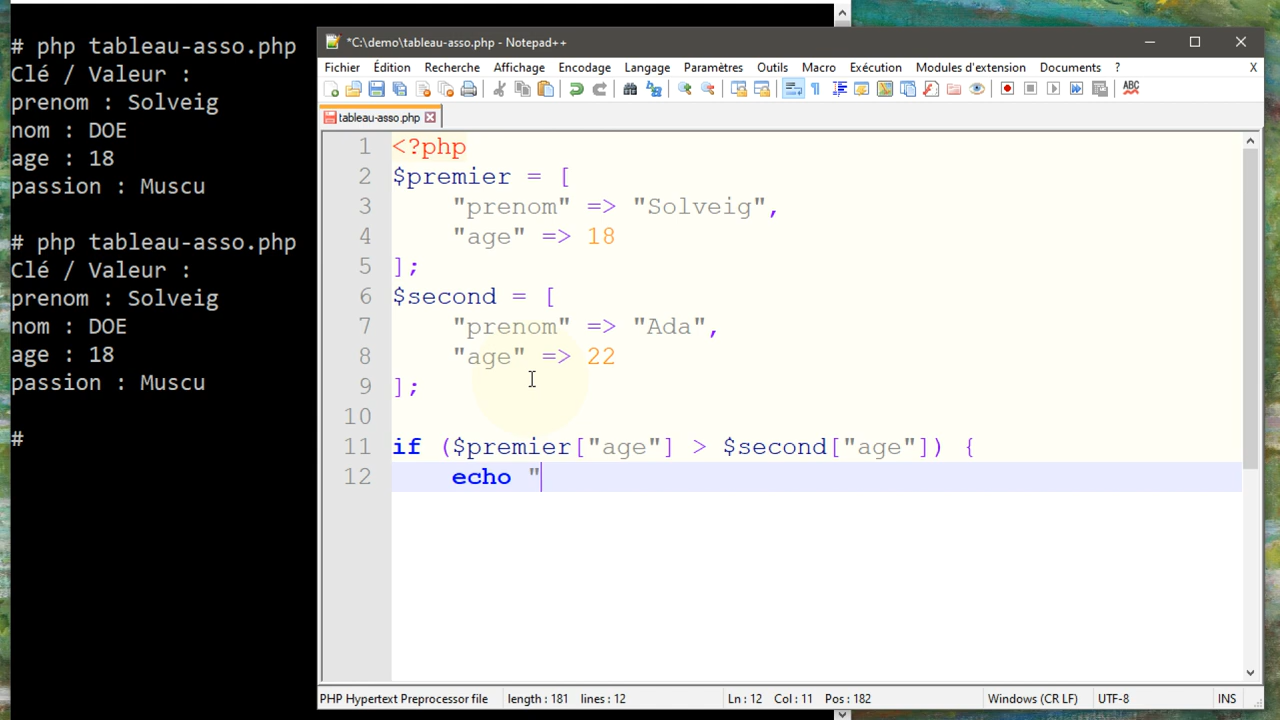 # php tableau-asso.php
Clé / Valeur :
prenom : Solveig
nom : DOE
age : 18
passion : Muscu
# php tableau-asso.php
Clé / Valeur :
prenom : Solveig
nom : DOE
age : 18
passion : Muscu
#
*C:\demo\tableau-asso.php - Notepad++
Fichier Édition Recherche Affichage Encodage Langage Paramètres Outils Macro Exécution Modules d'extension Documents ? X
ABC
tableau-asso.php
1 <?php
2 $premier = [
3 "prenom" => "Solveig",
4 "age" => 18
5 ];
6 $second = [
7 "prenom" => "Ada",
8 "age" => 22
9 ];
10
11 if ($premier["age"] > $second["age"]) {
12 echo "
PHP Hypertext Preprocessor file length : 181 lines : 12 Ln : 12 Col : 11 Pos : 182 Windows (CR LF) UTF-8 INS